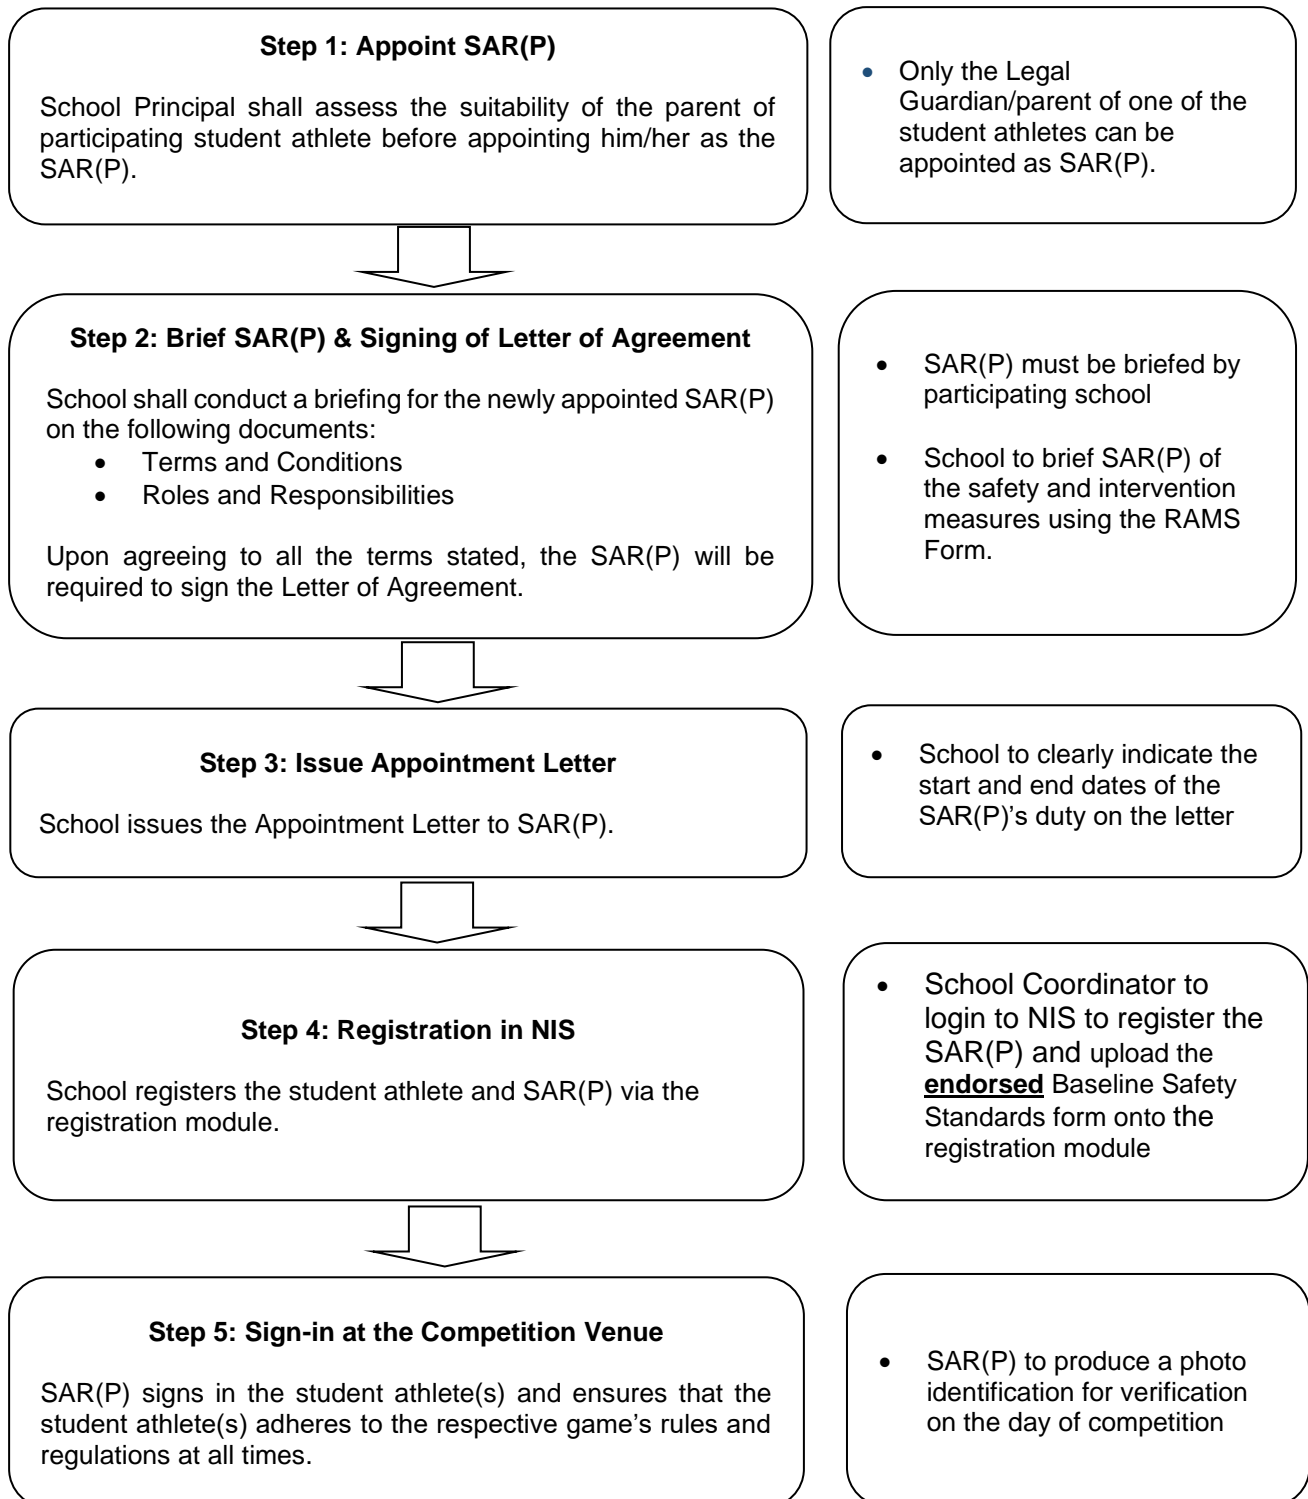 Step 1: Appoint SAR(P)
School Principal shall assess the suitability of the parent of
participating student athlete before appointing him/her as the
SAR(P).
• Only the Legal
Guardian/parent of one of the
student athletes can be
appointed as SAR(P).
Step 2: Brief SAR(P) & Signing of Letter of Agreement
School shall conduct a briefing for the newly appointed SAR(P)
on the following documents:
• Terms and Conditions
• Roles and Responsibilities
Upon agreeing to all the terms stated, the SAR(P) will be
required to sign the Letter of Agreement.
• SAR(P) must be briefed by
participating school
• School to brief SAR(P) of
the safety and intervention
measures using the RAMS
Form.
Step 3: Issue Appointment Letter
School issues the Appointment Letter to SAR(P).
• School to clearly indicate the
start and end dates of the
SAR(P)’s duty on the letter
Step 4: Registration in NIS
School registers the student athlete and SAR(P) via the
registration module.
• School Coordinator to
login to NIS to register the
SAR(P) and upload the
endorsed Baseline Safety
Standards form onto the
registration module
Step 5: Sign-in at the Competition Venue
SAR(P) signs in the student athlete(s) and ensures that the
student athlete(s) adheres to the respective game’s rules and
regulations at all times.
• SAR(P) to produce a photo
identification for verification
on the day of competition